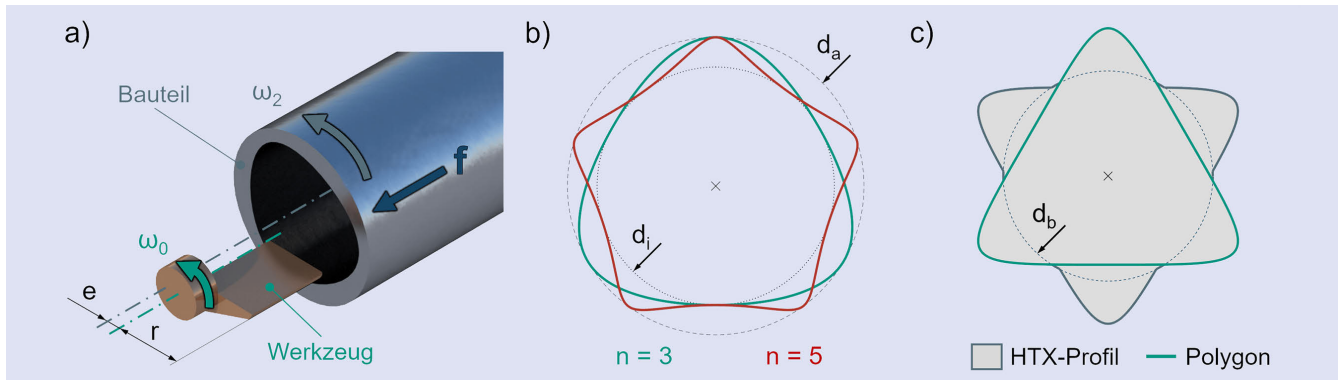 a)
Bauteil
ω2
f
ω0
e
r
Werkzeug
b)
da
di
n = 3
n = 5
c)
db
HTX-Profil
Polygon